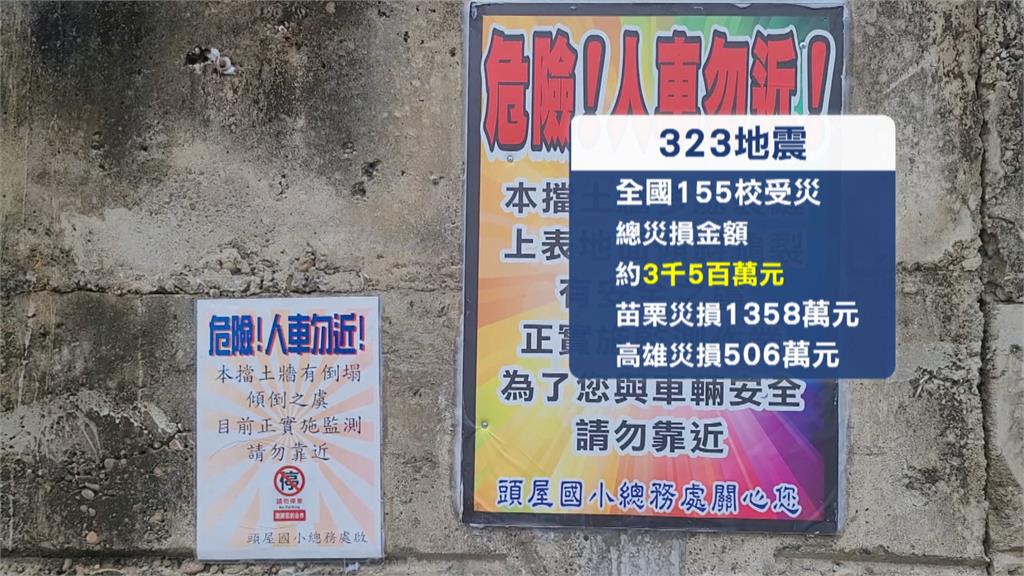 危險!人車勿近!
本擋
上表
正實
為了您與車輛安全
請勿靠近
頭屋國小總務處關心您
323地震
全國155校受災
總災損金額
約3千5百萬元
苗栗災損1358萬元
高雄災損506萬元
危險!人車勿近!
本擋土牆有倒塌
傾倒之虞
目前正實施監測
請勿靠近
停
請勿停車
No Parking
頭屋國小總務處啟